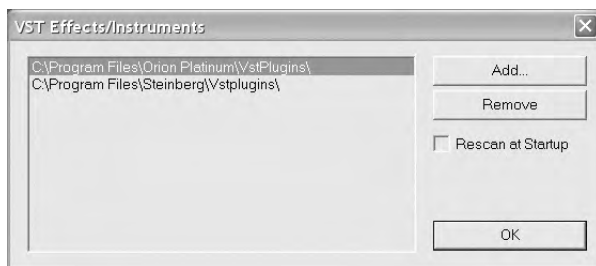 VST Effects/Instruments
C:\Program Files\Orion Platinum\VstPlugins\
C:\Program Files\Steinberg\Vstplugins\
Add...
Remove
Rescan at Startup
OK